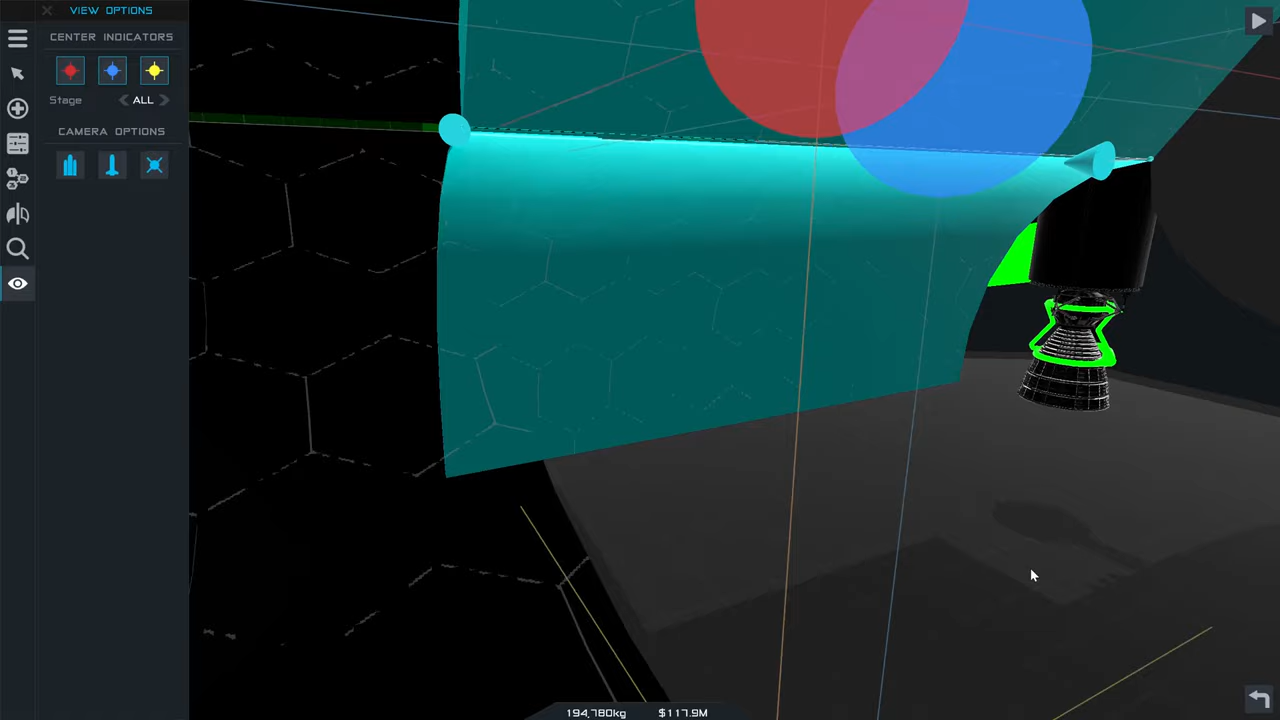 VIEW OPTIONS
CENTER INDICATORS
Stage ALL
CAMERA OPTIONS
194,780kg $117.9M